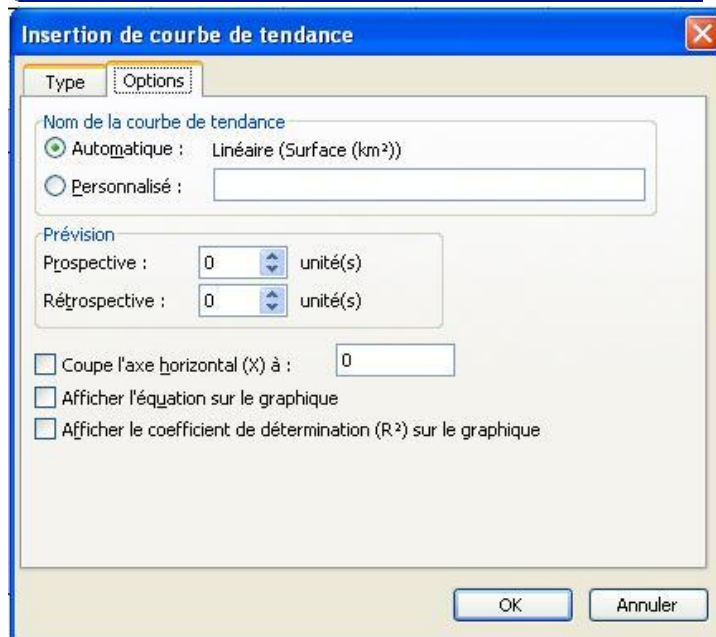 Insertion de courbe de tendance
Type Options
Nom de la courbe de tendance
Automatique : Linéaire (Surface (km²))
Personnalisé :
Prévision
Prospective : 0 unité(s)
Rétrospective : 0 unité(s)
Coupe l'axe horizontal (X) à : 0
Afficher l'équation sur le graphique
Afficher le coefficient de détermination (R²) sur le graphique
OK Annuler